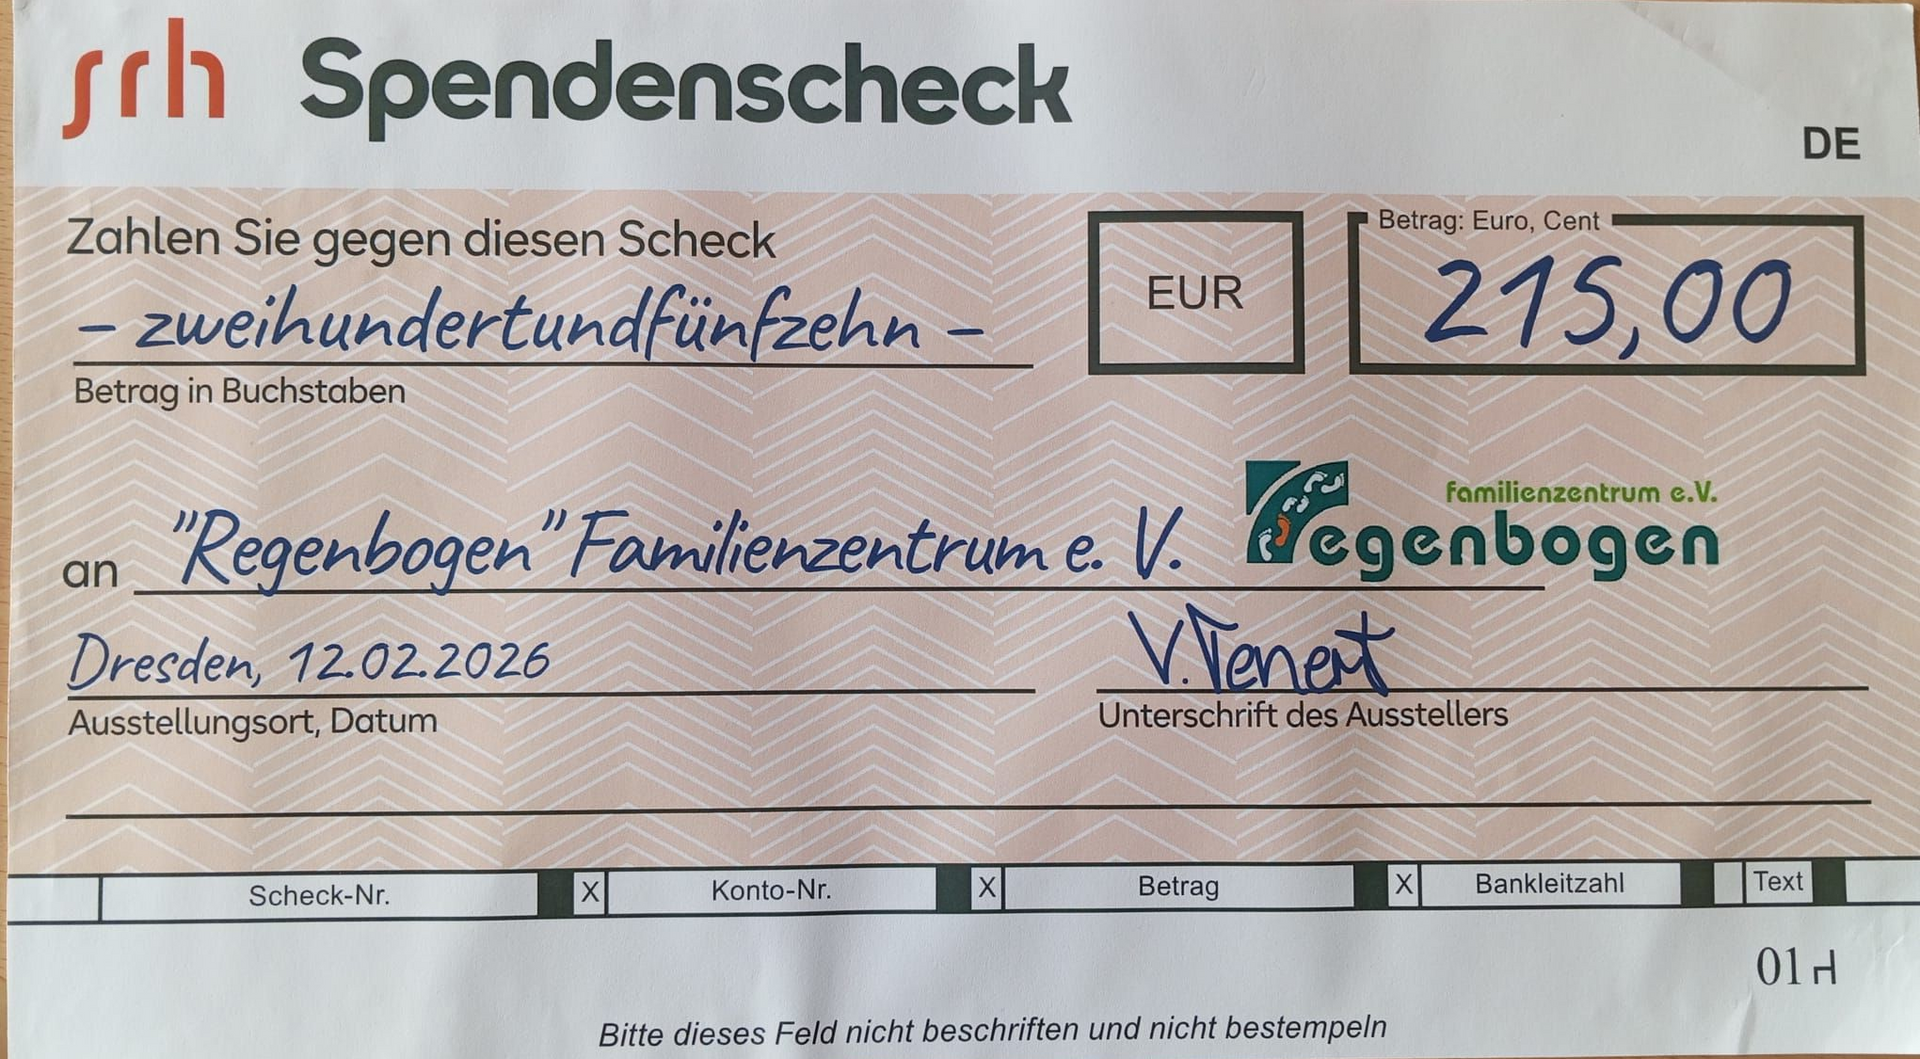 srh Spendenscheck
DE
Zahlen Sie gegen diesen Scheck
– zweihundertundfünfzehn –
Betrag in Buchstaben
EUR
Betrag: Euro, Cent
215,00
an "Regenbogen" Familienzentrum e. V.
Familienzentrum e.V.
Regenbogen
Dresden, 12.02.2026
Ausstellungsort, Datum
V. Tenert
Unterschrift des Ausstellers
Scheck-Nr. X Konto-Nr. X Betrag X Bankleitzahl Text
01
Bitte dieses Feld nicht beschriften und nicht bestempeln